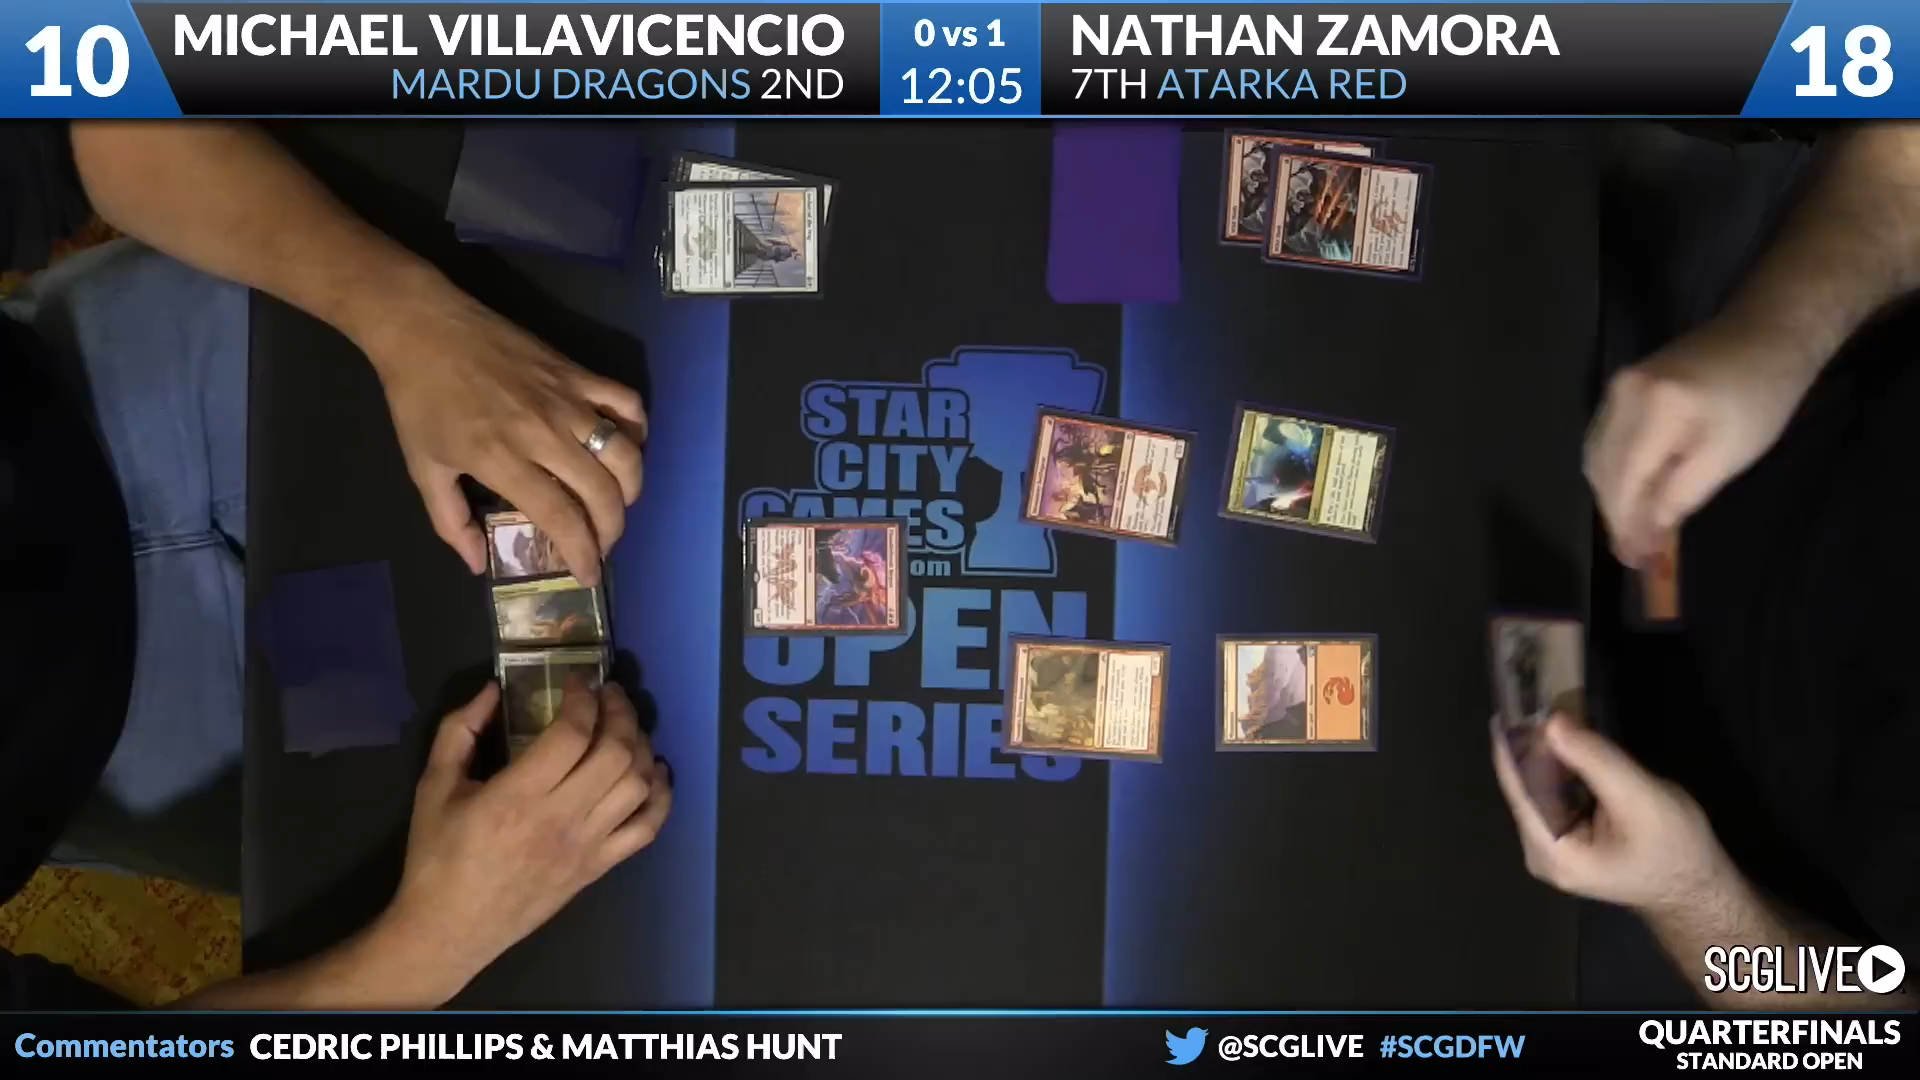 10
MICHAEL VILLAVICENCIO
MARDU DRAGONS 2ND
0 vs 1
12:05
NATHAN ZAMORA
7TH ATARKA RED
18
STAR
CITY
GAMES
om
OPEN
SERIES
SCGLIVE
Commentators CEDRIC PHILLIPS & MATTHIAS HUNT
@SCGLIVE #SCGDFW
QUARTERFINALS
STANDARD OPEN